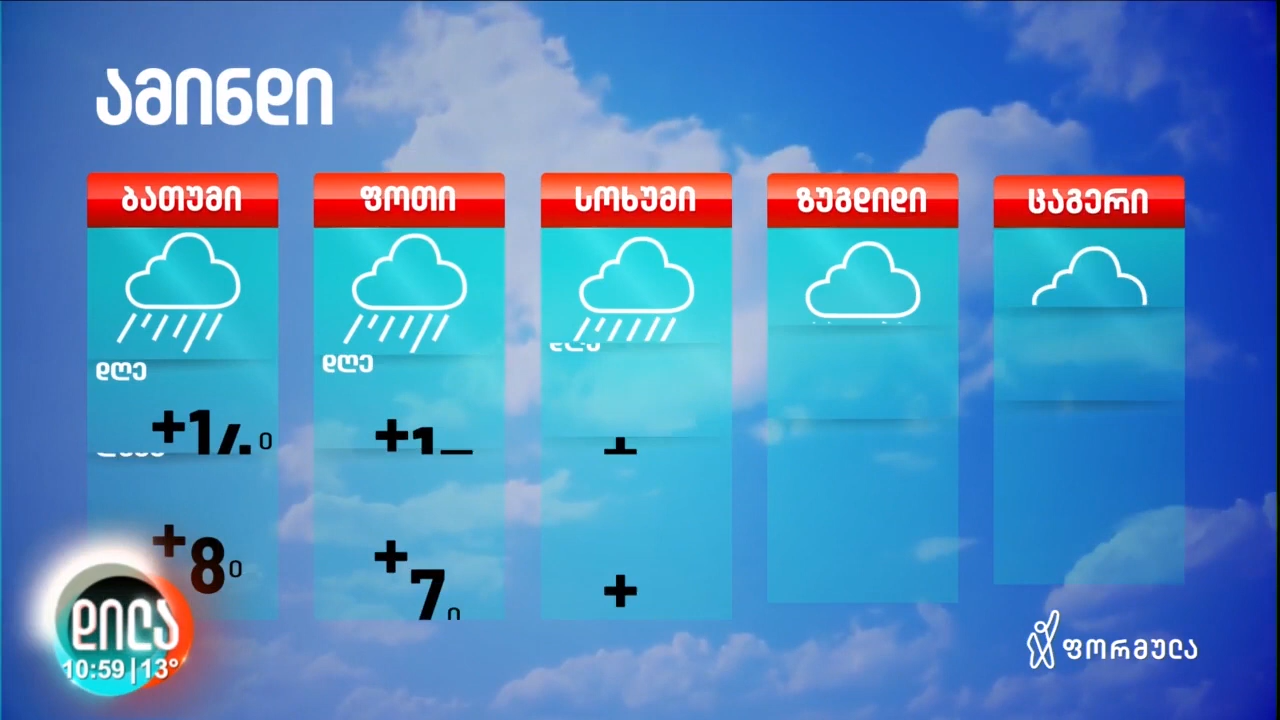 ამინდი
ბათუმი
ფოთი
სოხუმი
ზუგდიდი
ცაგერი
დღე
დღე
+8°
+7°
დილა
10:59 | 13°
ფორმულა